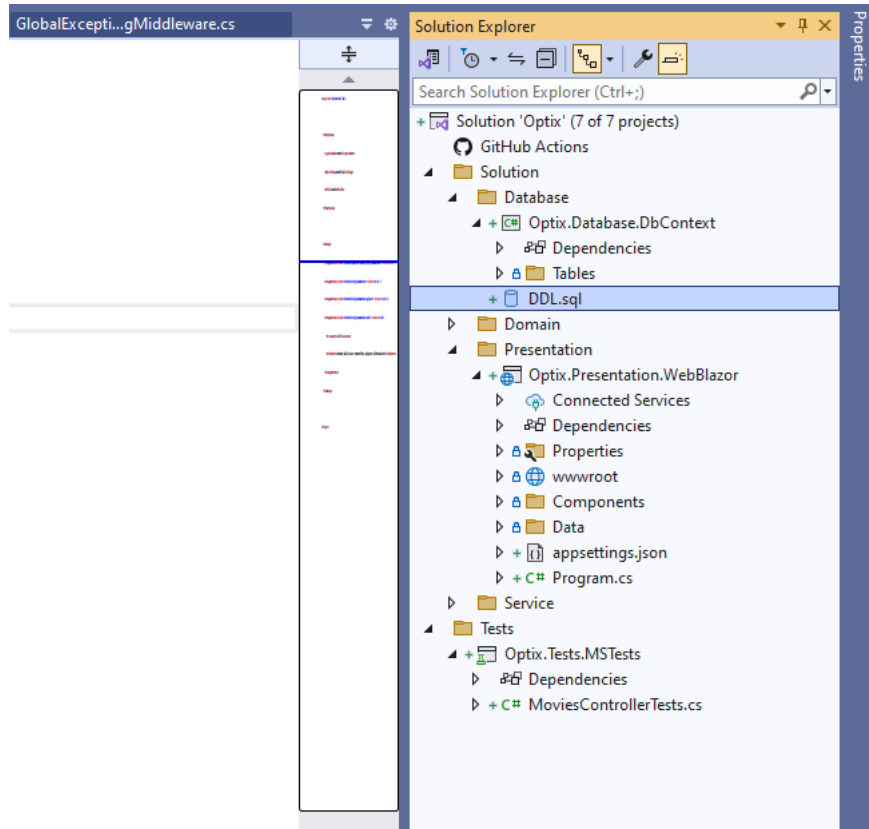 GlobalExcepti...gMiddleware.cs
Solution Explorer
Search Solution Explorer (Ctrl+;)
Solution 'Optix' (7 of 7 projects)
GitHub Actions
Solution
Database
Optix.Database.DbContext
Dependencies
Tables
DDL.sql
Domain
Presentation
Optix.Presentation.WebBlazor
Connected Services
Dependencies
Properties
wwwroot
Components
Data
appsettings.json
Program.cs
Service
Tests
Optix.Tests.MSTests
Dependencies
MoviesControllerTests.cs
Properties